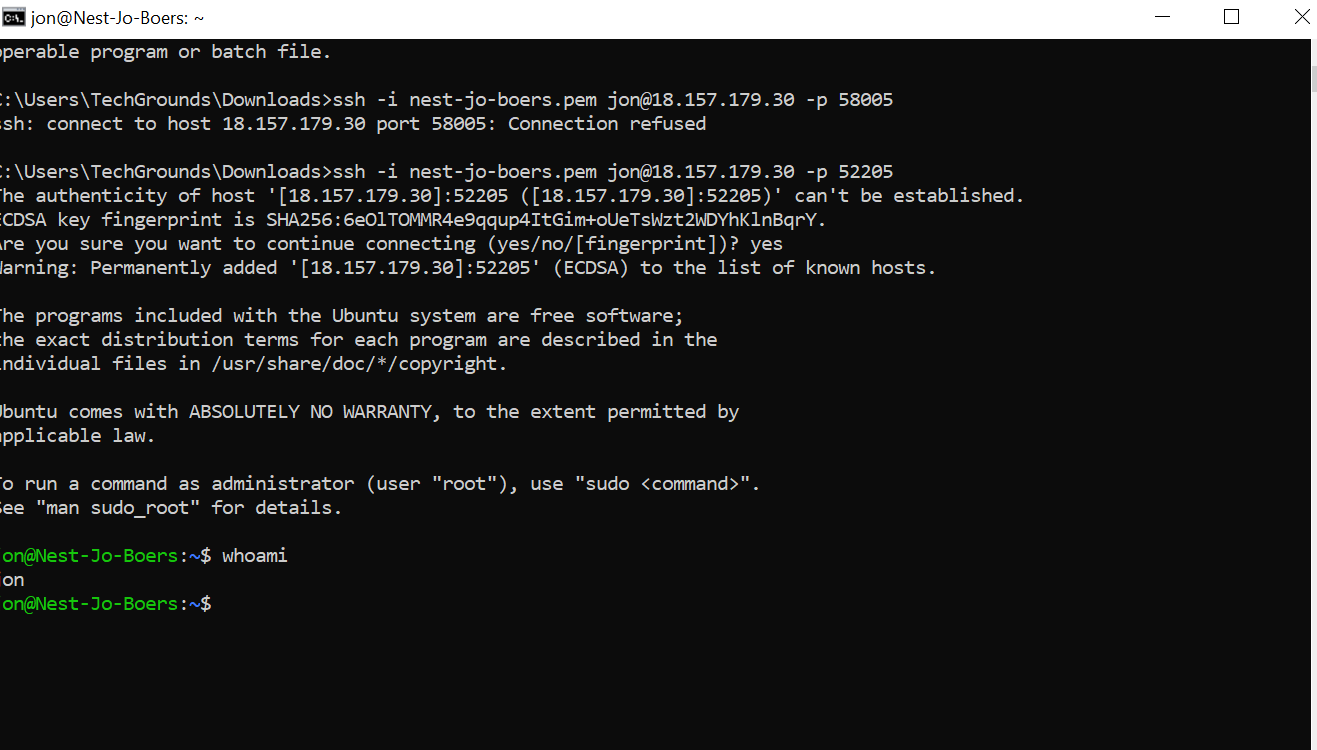 jon@Nest-Jo-Boers: ~
operable program or batch file.
C:\Users\TechGrounds\Downloads>ssh -i nest-jo-boers.pem jon@18.157.179.30 -p 58005
ssh: connect to host 18.157.179.30 port 58005: Connection refused
C:\Users\TechGrounds\Downloads>ssh -i nest-jo-boers.pem jon@18.157.179.30 -p 52205
The authenticity of host '[18.157.179.30]:52205 ([18.157.179.30]:52205)' can't be established.
ECDSA key fingerprint is SHA256:6eOlTOMMR4e9qqup4ItGim+oUeTsWzt2WDYhKlnBqrY.
Are you sure you want to continue connecting (yes/no/[fingerprint])? yes
Warning: Permanently added '[18.157.179.30]:52205' (ECDSA) to the list of known hosts.
The programs included with the Ubuntu system are free software;
the exact distribution terms for each program are described in the
individual files in /usr/share/doc/*/copyright.
Ubuntu comes with ABSOLUTELY NO WARRANTY, to the extent permitted by
applicable law.
To run a command as administrator (user "root"), use "sudo <command>".
See "man sudo_root" for details.
jon@Nest-Jo-Boers:~$ whoami
jon
jon@Nest-Jo-Boers:~$